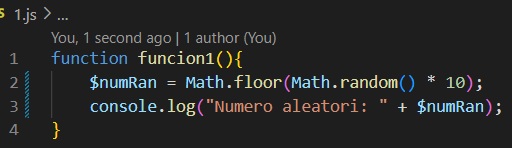 1.js > ...
You, 1 second ago | 1 author (You)
1 function funcion1(){
2 $numRan = Math.floor(Math.random() * 10);
3 console.log("Numero aleatori: " + $numRan);
4 }